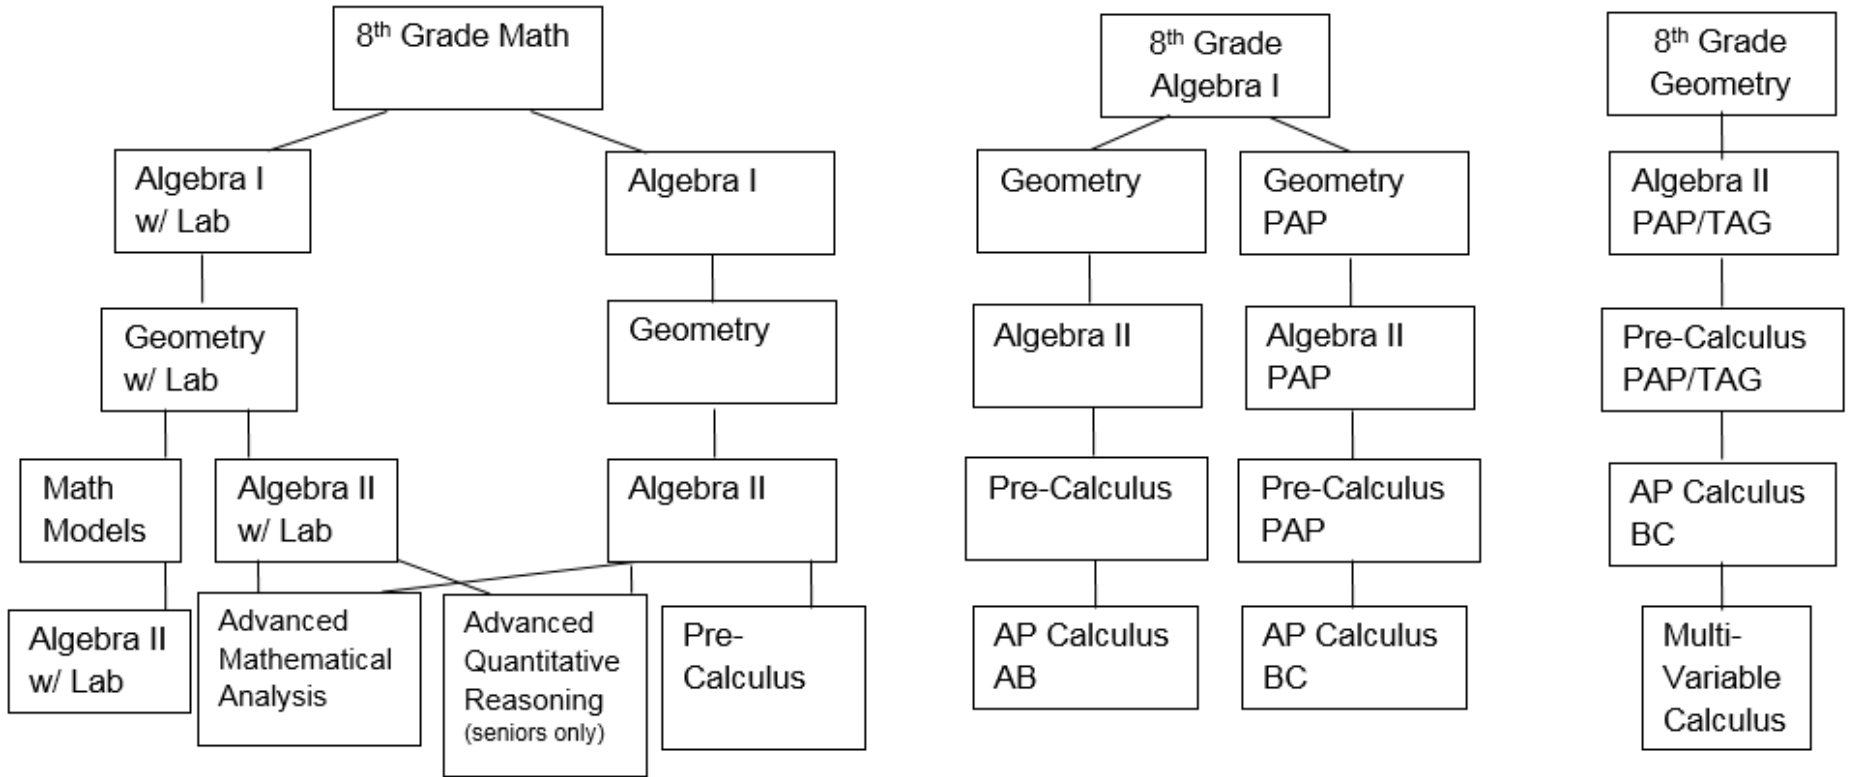 8th Grade Math
8th Grade
Algebra I
8th Grade
Geometry
Algebra I
w/ Lab
Algebra I
Geometry
Geometry
PAP
Algebra II
PAP/TAG
Geometry
w/ Lab
Geometry
Algebra II
Algebra II
PAP
Pre-Calculus
PAP/TAG
Math
Models
Algebra II
w/ Lab
Algebra II
Pre-Calculus
Pre-Calculus
PAP
AP Calculus
BC
Algebra II
w/ Lab
Advanced
Mathematical
Analysis
Advanced
Quantitative
Reasoning
(seniors only)
Pre-
Calculus
AP Calculus
AB
AP Calculus
BC
Multi-
Variable
Calculus